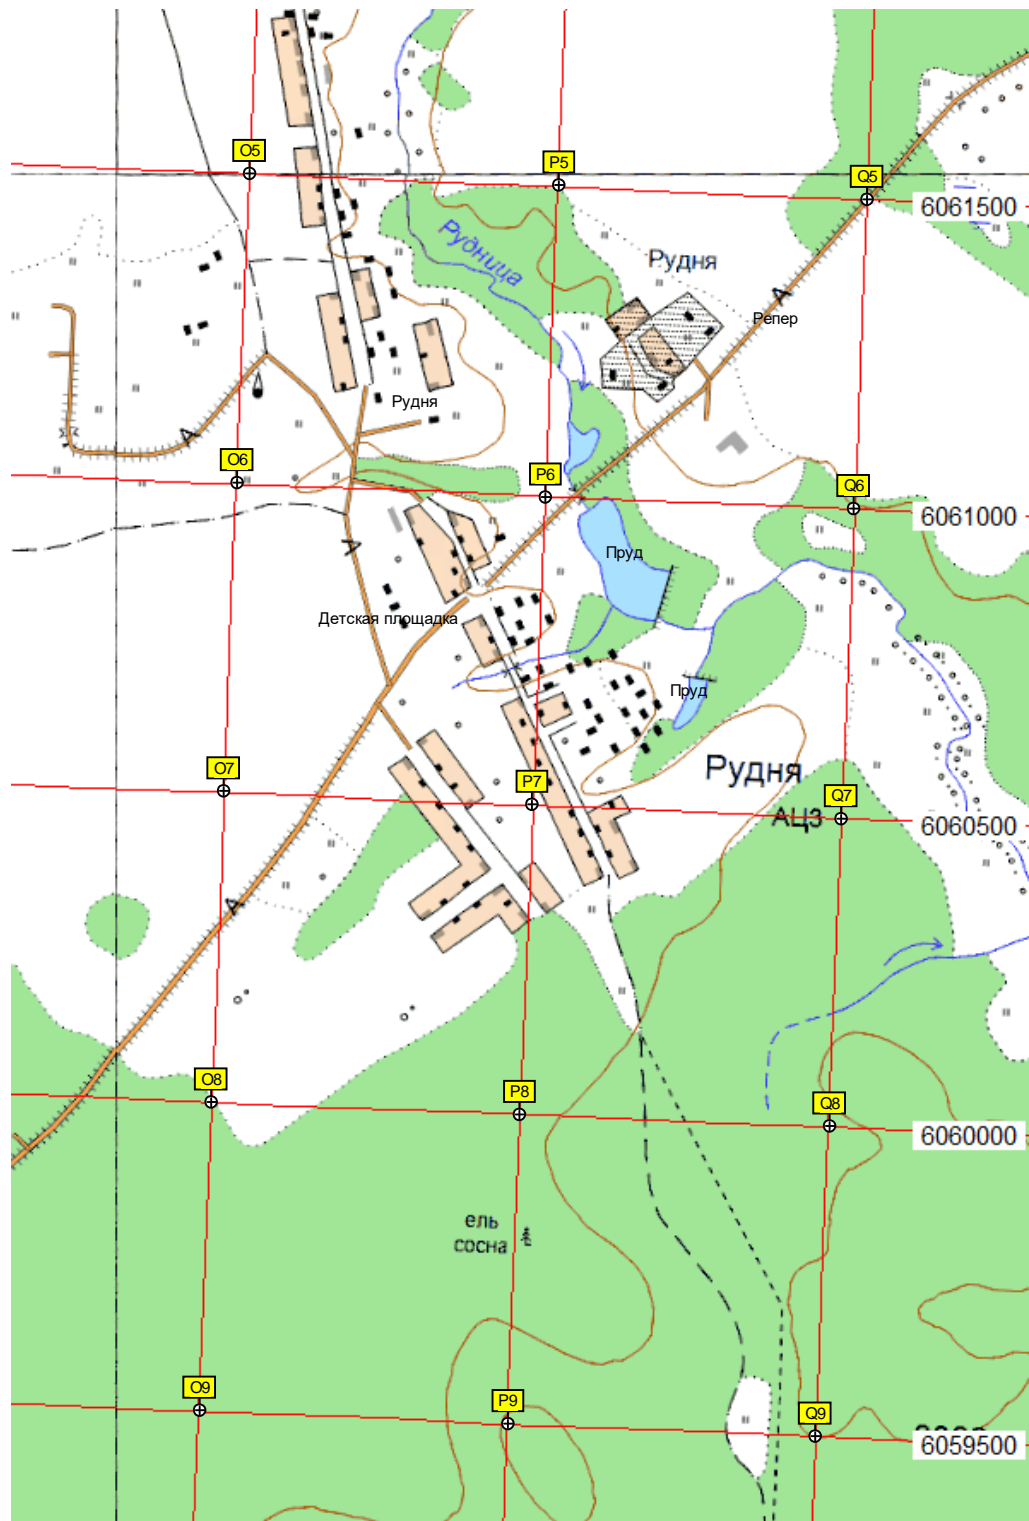 O5
P5
Q5
6061500
Рудница
Рудня
А
Репер
Рудня
А
O6
P6
Q6
6061000
А
Пруд
Детская площадка
Пруд
Рудня
O7
P7
Q7
АЦЗ
6060500
А
O8
P8
Q8
6060000
ель
сосна
O9
P9
Q9
6059500